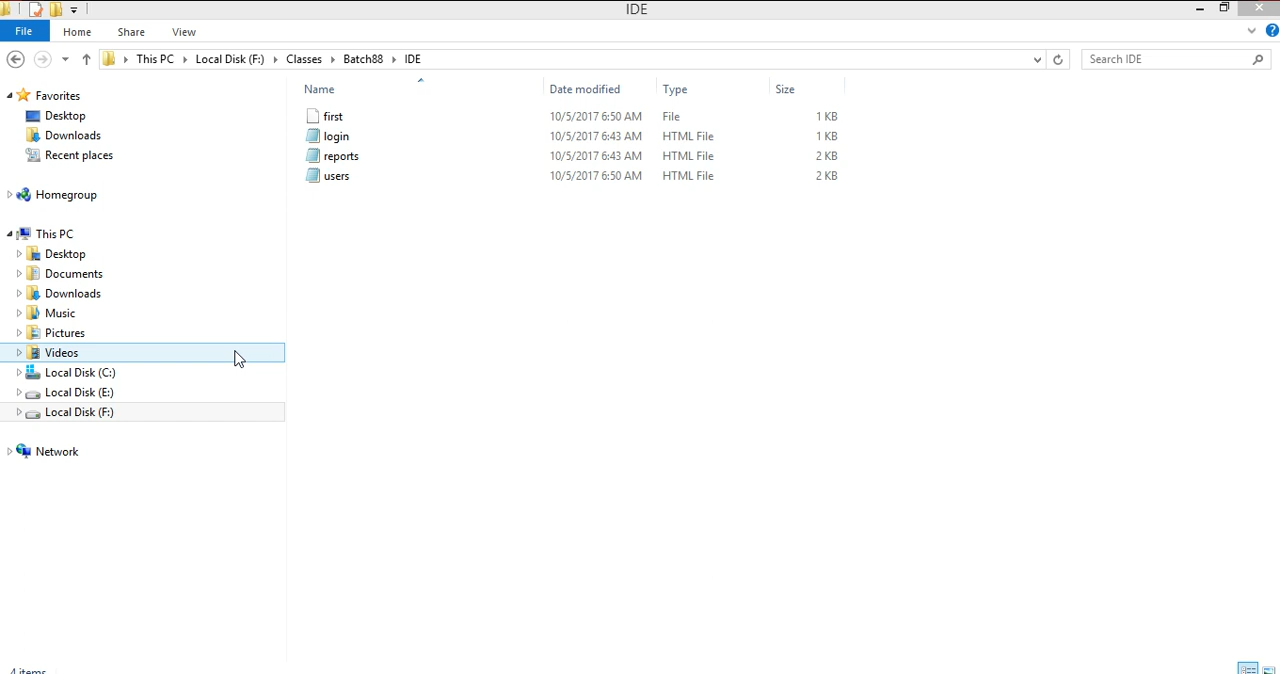 IDE
File Home Share View
This PC Local Disk (F:) Classes Batch88 IDE Search IDE
Name Date modified Type Size
Favorites
Desktop
Downloads
Recent places
Homegroup
This PC
Desktop
Documents
Downloads
Music
Pictures
Videos
Local Disk (C:)
Local Disk (E:)
Local Disk (F:)
Network
first 10/5/2017 6:50 AM File 1 KB
login 10/5/2017 6:43 AM HTML File 1 KB
reports 10/5/2017 6:43 AM HTML File 2 KB
users 10/5/2017 6:50 AM HTML File 2 KB
4 items